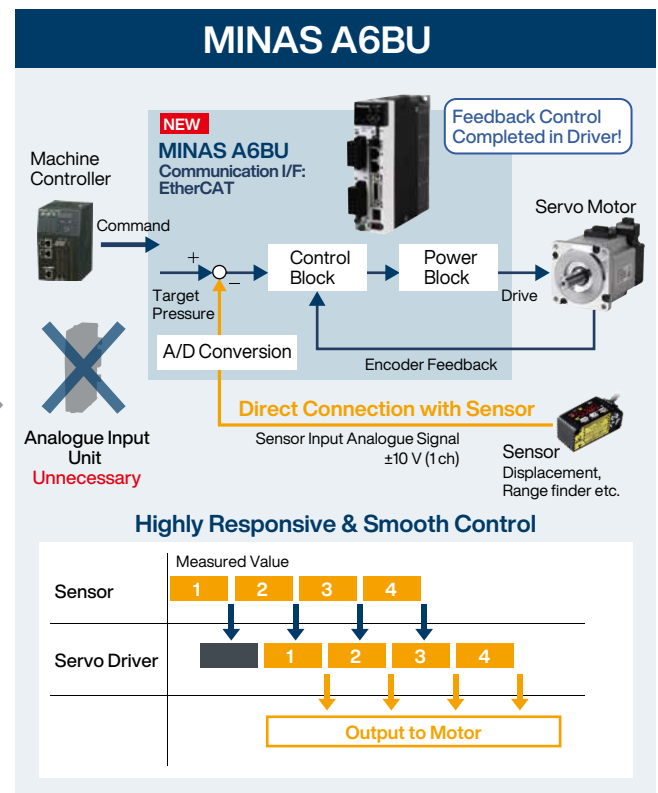 MINAS A6BU
NEW
MINAS A6BU
Communication I/F:
EtherCAT
Feedback Control
Completed in Driver!
Machine
Controller
Command
Servo Motor
+
−
Control
Block
Power
Block
Target
Pressure
Drive
A/D Conversion
Encoder Feedback
Direct Connection with Sensor
Sensor Input Analogue Signal
±10 V (1 ch)
Analogue Input
Unit
Unnecessary
Sensor
Displacement,
Range finder etc.
Highly Responsive & Smooth Control
Measured Value
Sensor
1 2 3 4
Servo Driver
1 2 3 4
Output to Motor